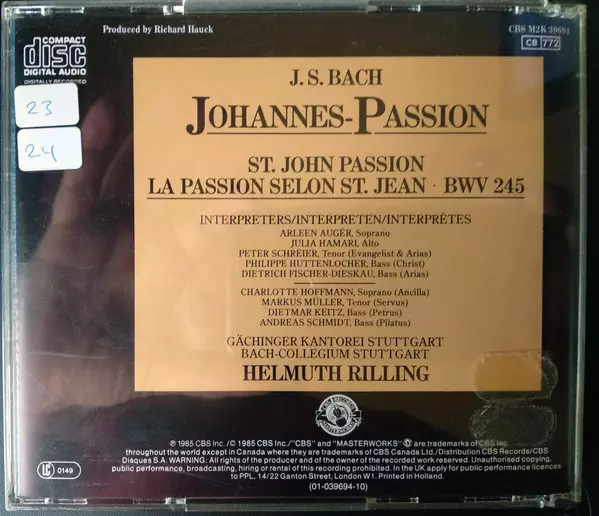 COMPACT
disc
DIGITAL AUDIO
DIGITALLY RECORDED
Produced by Richard Hauck
CBS M2K 39694
CB 772
23
24
J. S. BACH
JOHANNES-PASSION
ST. JOHN PASSION
LA PASSION SELON ST. JEAN · BWV 245
INTERPRETERS/INTERPRETEN/INTERPRÈTES
ARLEEN AUGÉR, Soprano
JULIA HAMARI, Alto
PETER SCHREIER, Tenor (Evangelist & Arias)
PHILIPPE HUTTENLOCHER, Bass (Christ)
DIETRICH FISCHER-DIESKAU, Bass (Arias)
CHARLOTTE HOFFMANN, Soprano (Ancilla)
MARKUS MÜLLER, Tenor (Servus)
DIETMAR KEITZ, Bass (Petrus)
ANDREAS SCHMIDT, Bass (Pilatus)
GÄCHINGER KANTOREI STUTTGART
BACH-COLLEGIUM STUTTGART
HELMUTH RILLING
℗ 1985 CBS Inc./© 1985 CBS Inc./"CBS" and "MASTERWORKS" are trademarks of CBS Inc.
throughout the world except in Canada where they are trademarks of CBS Canada Ltd./Distribution CBS Records/CBS
Disques S.A. WARNING: All rights of the producer and of the owner of the recorded work reserved. Unauthorised copying,
public performance, broadcasting, hiring or rental of this recording prohibited. In the UK apply for public performance licences
to PPL, 14/22 Ganton Street, London W1. Printed in Holland.
(01-039694-10)
LC 0149